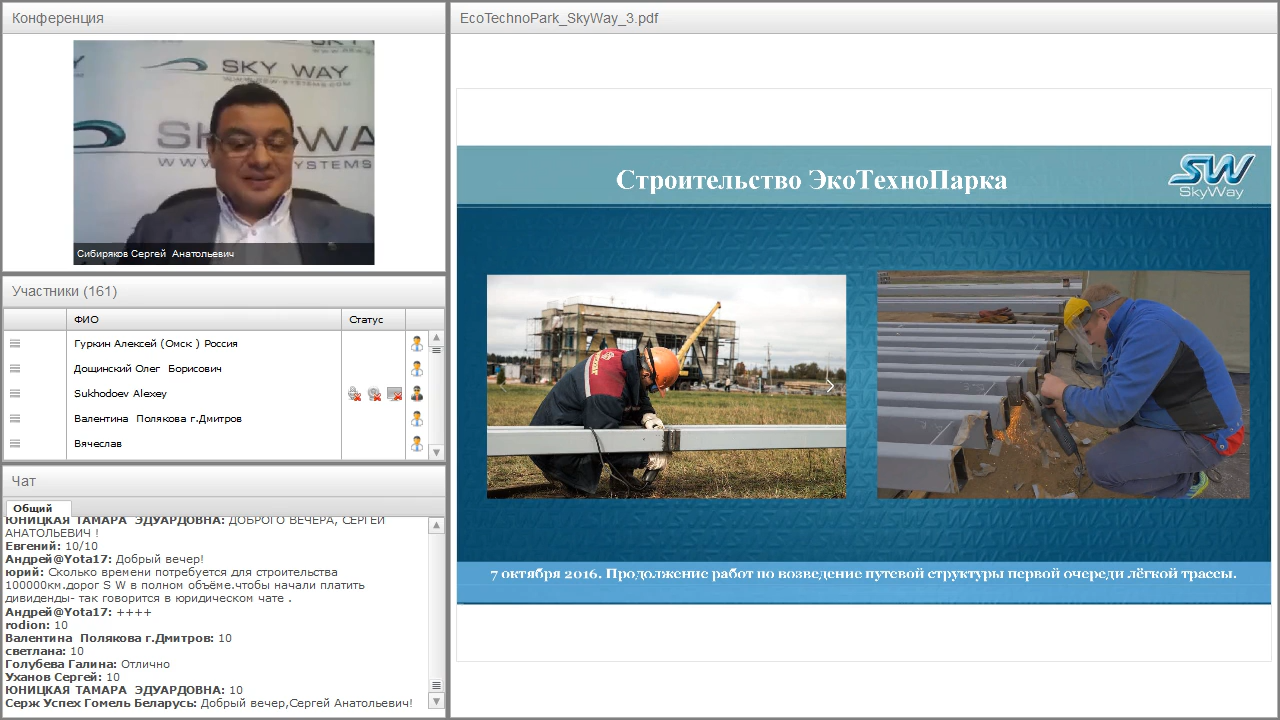 Конференция
SKY WAY
SKYWAY
Сибиряков Сергей Анатольевич
Участники (161)
ФИО
Статус
Гуркин Алексей (Омск ) Россия
Дощинский Олег Борисович
Sukhodoev Alexey
Валентина Полякова г.Дмитров
Вячеслав
Чат
Общий
ЮНИЦКАЯ ТАМАРА ЭДУАРДОВНА: ДОБРОГО ВЕЧЕРА, СЕРГЕЙ
АНАТОЛЬЕВИЧ !
Евгений: 10/10
Андрей@Yota17: Добрый вечер!
юрий: Сколько времени потребуется для строительства
100000км.дорог S W в полном объёме.чтобы начали платить
дивиденды- так говорится в юридическом чате .
Андрей@Yota17: ++++
rodion: 10
Валентина Полякова г.Дмитров: 10
светлана: 10
Голубева Галина: Отлично
Уханов Сергей: 10
ЮНИЦКАЯ ТАМАРА ЭДУАРДОВНА: 10
Серж Успех Гомель Беларусь: Добрый вечер,Сергей Анатольевич!
EcoTechnoPark_SkyWay_3.pdf
Строительство ЭкоТехноПарка
SW
SkyWay
7 октября 2016. Продолжение работ по возведение путевой структуры первой очереди лёгкой трассы.